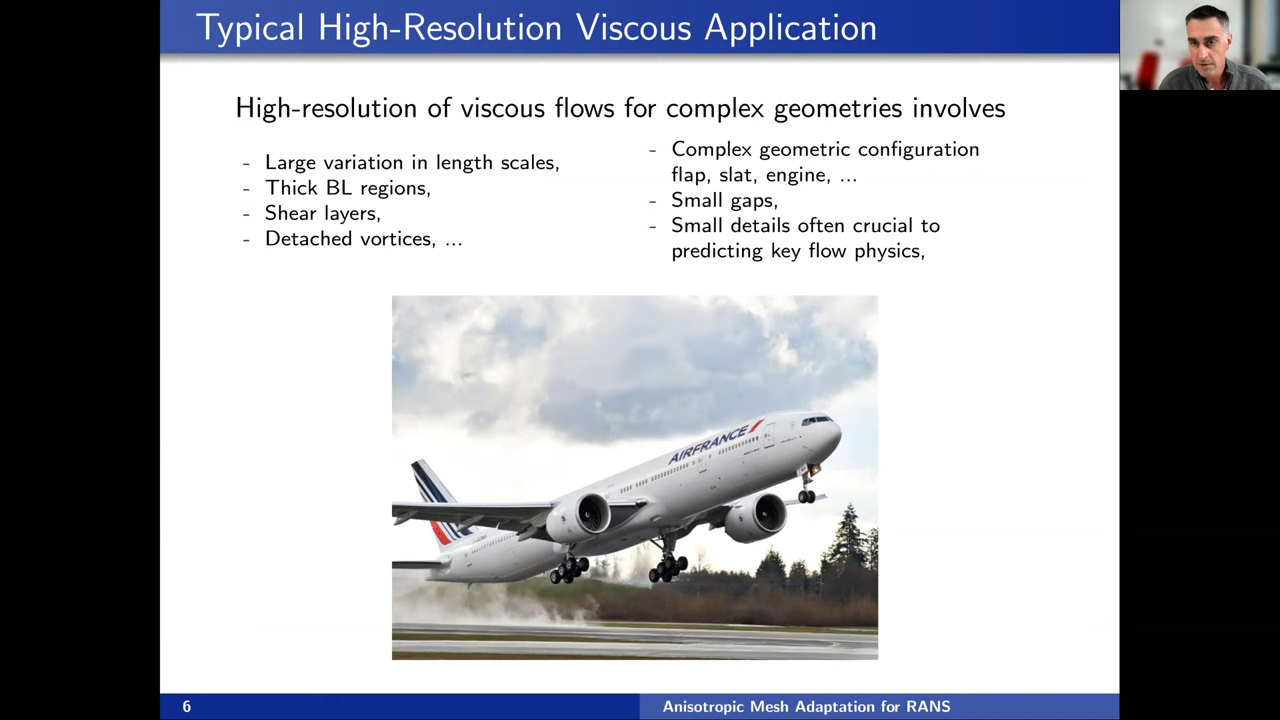 Typical High-Resolution Viscous Application
High-resolution of viscous flows for complex geometries involves
- Large variation in length scales,
- Thick BL regions,
- Shear layers,
- Detached vortices, ...
- Complex geometric configuration
flap, slat, engine, ...
- Small gaps,
- Small details often crucial to
predicting key flow physics,
AIRFRANCE
6
Anisotropic Mesh Adaptation for RANS